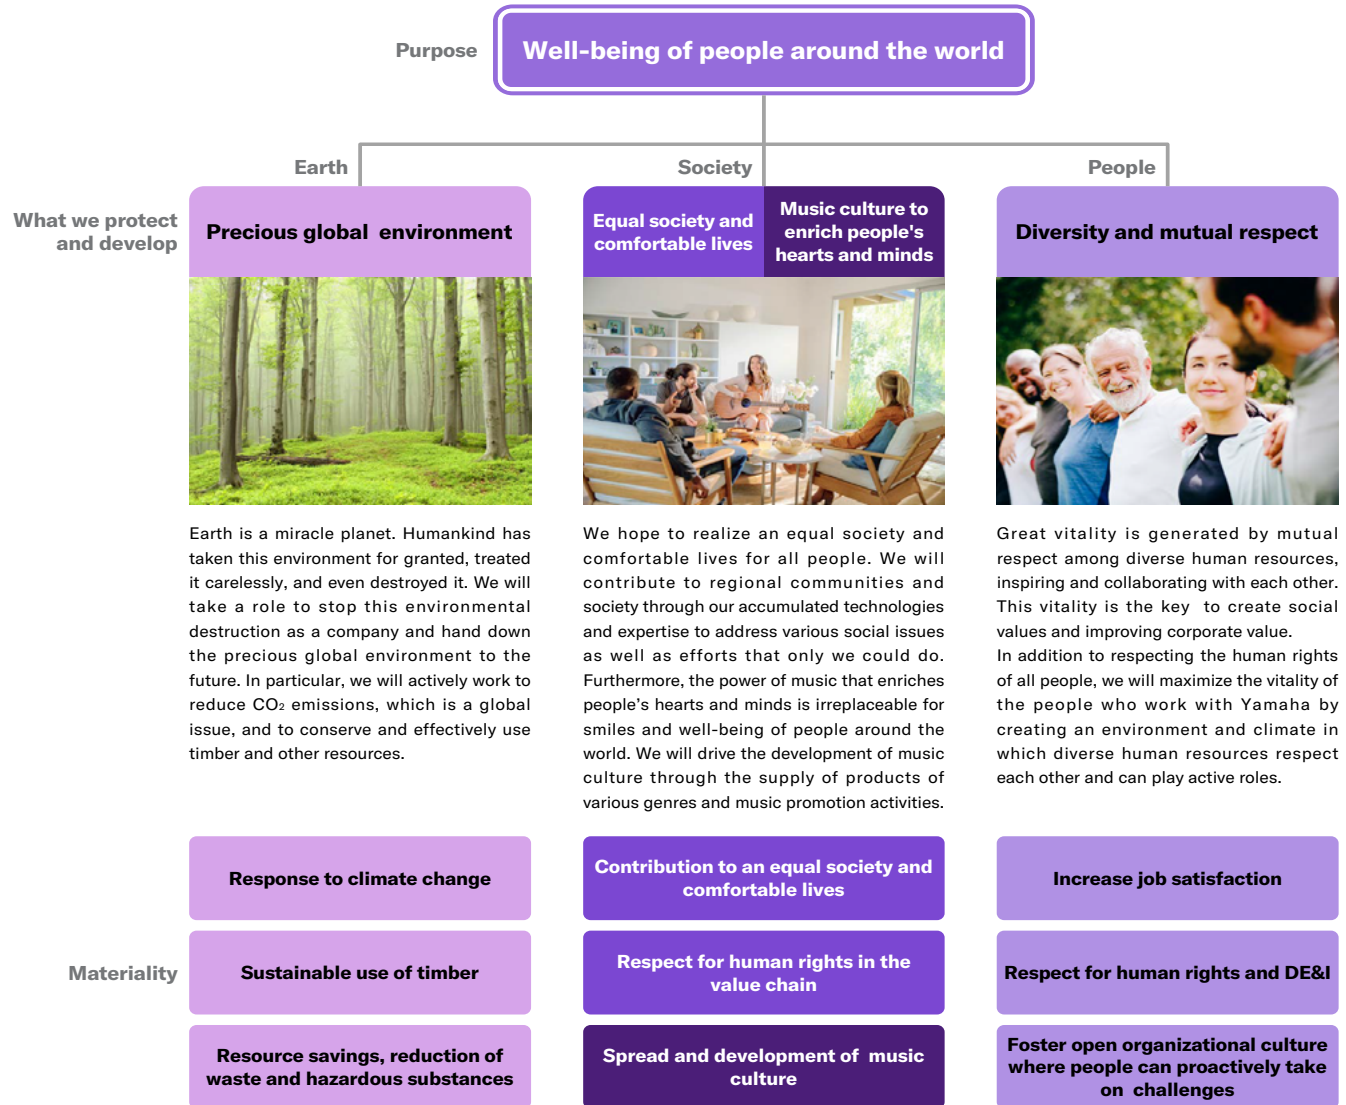 Purpose
Well-being of people around the world
Earth
Society
People
What we protect
and develop
Precious global environment
Equal society and
comfortable lives
Music culture to
enrich people's
hearts and minds
Diversity and mutual respect
Earth is a miracle planet. Humankind has
taken this environment for granted, treated
it carelessly, and even destroyed it. We will
take a role to stop this environmental
destruction as a company and hand down
the precious global environment to the
future. In particular, we will actively work to
reduce CO₂ emissions, which is a global
issue, and to conserve and effectively use
timber and other resources.
We hope to realize an equal society and
comfortable lives for all people. We will
contribute to regional communities and
society through our accumulated technologies
and expertise to address various social issues
as well as efforts that only we could do.
Furthermore, the power of music that enriches
people’s hearts and minds is irreplaceable for
smiles and well-being of people around the
world. We will drive the development of music
culture through the supply of products of
various genres and music promotion activities.
Great vitality is generated by mutual
respect among diverse human resources,
inspiring and collaborating with each other.
This vitality is the key to create social
values and improving corporate value.
In addition to respecting the human rights
of all people, we will maximize the vitality of
the people who work with Yamaha by
creating an environment and climate in
which diverse human resources respect
each other and can play active roles.
Materiality
Response to climate change
Sustainable use of timber
Resource savings, reduction of
waste and hazardous substances
Contribution to an equal society and
comfortable lives
Respect for human rights in the
value chain
Spread and development of music
culture
Increase job satisfaction
Respect for human rights and DE&I
Foster open organizational culture
where people can proactively take
on challenges